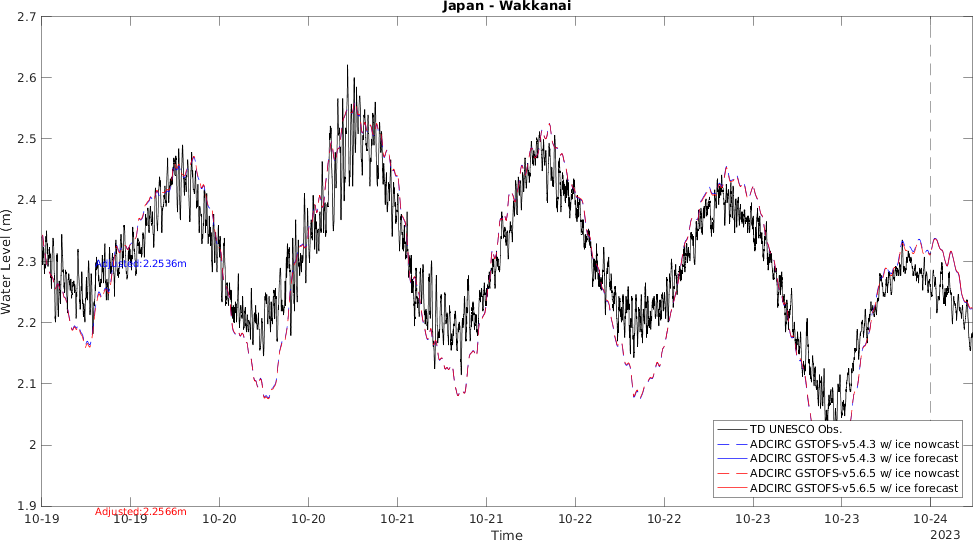 Japan - Wakkanai
2.7
2.6
2.5
2.4
2.3
2.2
2.1
2
1.9
Water Level (m)
Adjusted:2.2536m
Adjusted:2.2566m
TD UNESCO Obs.
ADCIRC GSTOFS-v5.4.3 w/ ice nowcast
ADCIRC GSTOFS-v5.4.3 w/ ice forecast
ADCIRC GSTOFS-v5.6.5 w/ ice nowcast
ADCIRC GSTOFS-v5.6.5 w/ ice forecast
10-19 10-19 10-20 10-20 10-21 10-21 10-22 10-22 10-23 10-23 10-24
2023
Time